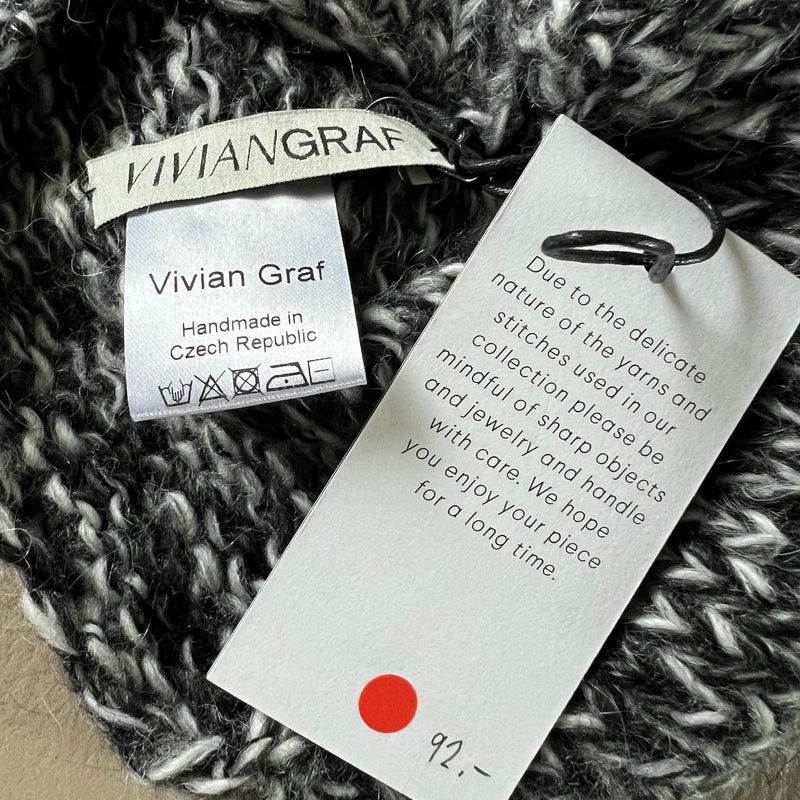 VIVIANGRAF
Vivian Graf
Handmade in
Czech Republic
Due to the delicate
nature of the yarns and
stitches used in our
collection please be
mindful of sharp objects
and jewelry and handle
with care. We hope
you enjoy your piece
for a long time.
92.-